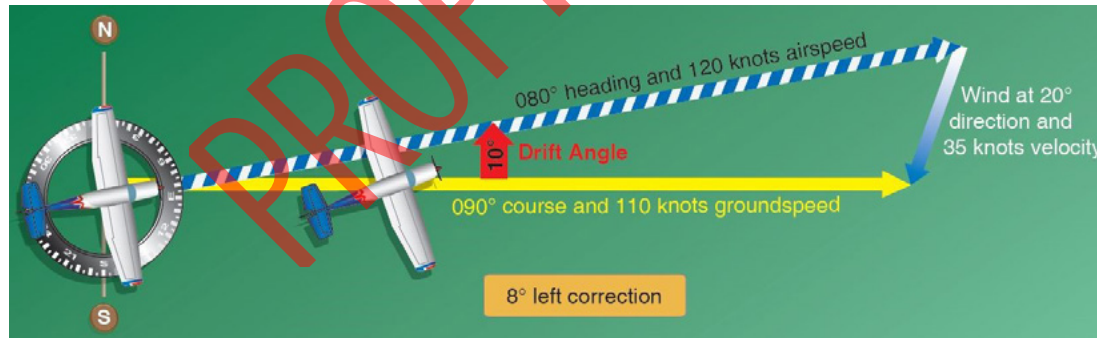 N
080° heading and 120 knots airspeed
Wind at 20°
direction and
35 knots velocity
10°
Drift Angle
E
090° course and 110 knots groundspeed
8° left correction
S
S